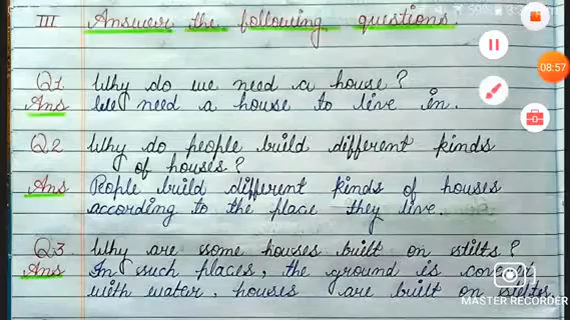 III Answer the following questions.
Q1 Why do we need a house?
Ans We need a house to live in.
Q2 Why do people build different kinds
of houses?
Ans People build different kinds of houses
according to the place they live.
Q3 Why are some houses built on stilts?
Ans In such places, the ground is covered
with water, houses are built on stilts
08:57
MASTER RECORDER